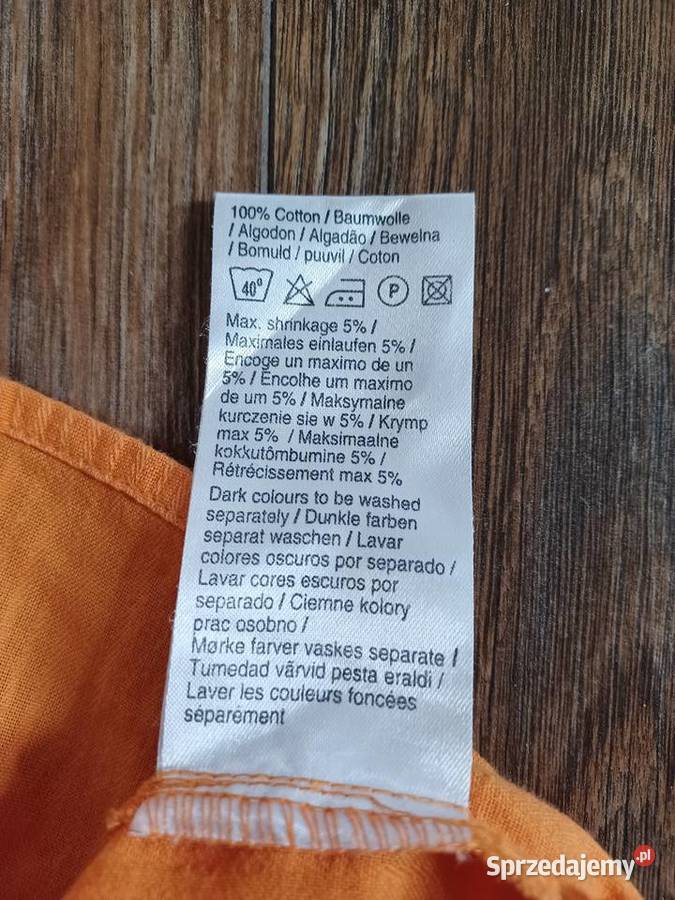 100% Cotton / Baumwolle
/ Algodon / Algadão / Bewelna
/ Bomuld / puuvil / Coton
40° P
Max. shrinkage 5% /
Maximales einlaufen 5% /
Encoge un maximo de un
5% / Encolhe um maximo
de um 5% / Maksymalne
kurczenie sie w 5% / Krymp
max 5% / Maksimaalne
kokkutõmbumine 5% /
Rétrécissement max 5%
Dark colours to be washed
separately / Dunkle farben
separat waschen / Lavar
colores oscuros por separado /
Lavar cores escuros por
separado / Ciemne kolory
prac osobno /
Mørke farver vaskes separate /
Tumedad värvid pesta eraldi /
Laver les couleurs foncées
séparément
Sprzedajemy.pl